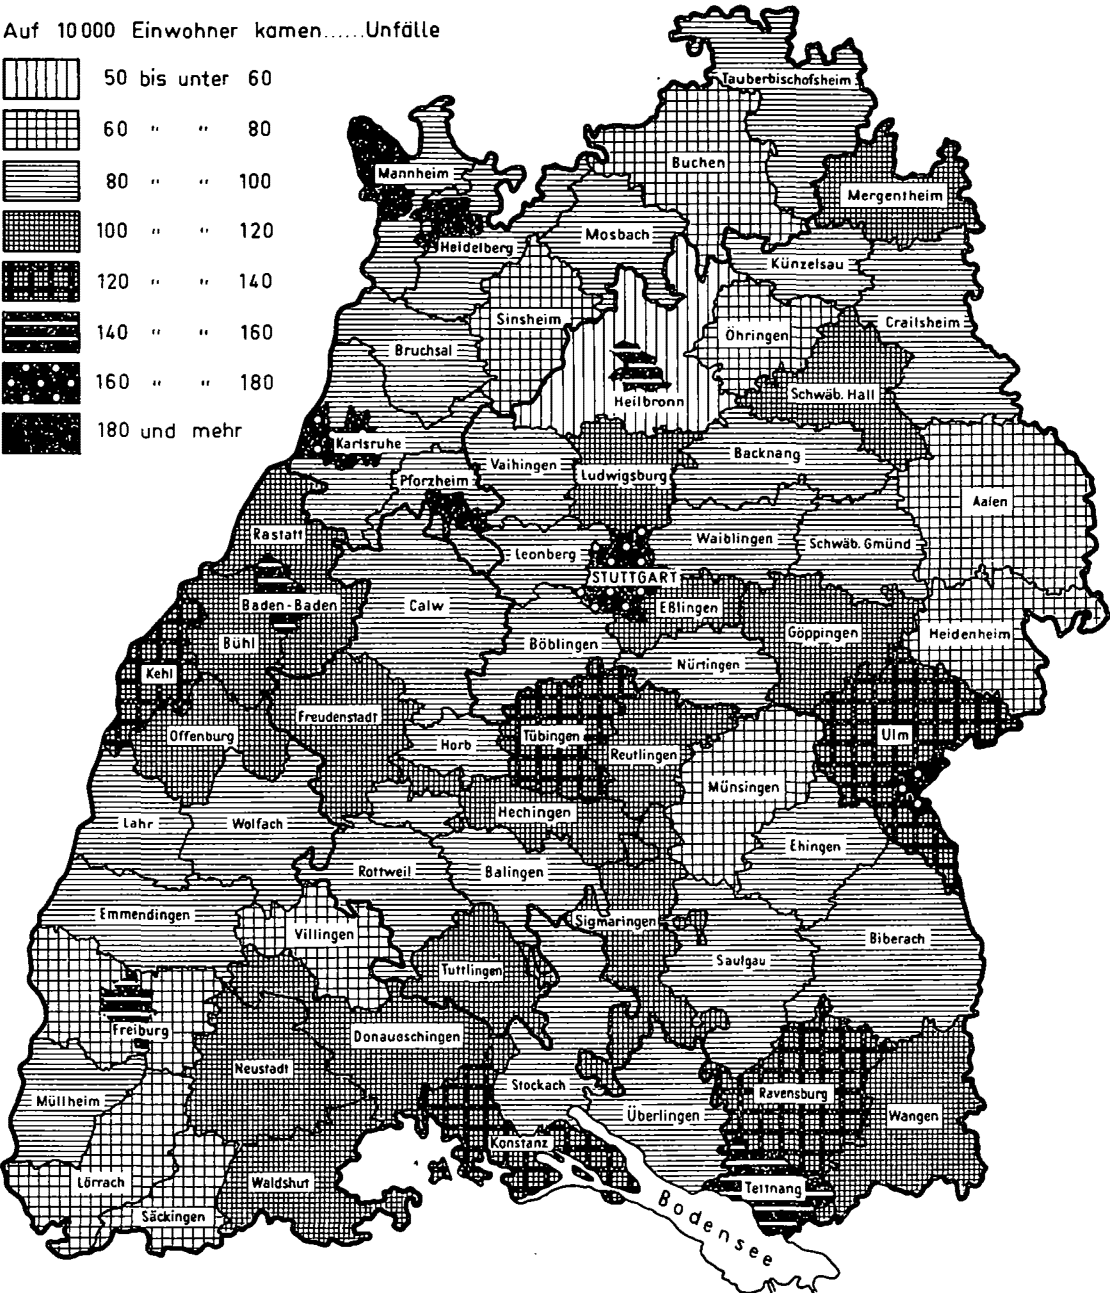 Auf 10 000 Einwohner kamen......Unfälle
50 bis unter 60
60 " " 80
80 " " 100
100 " " 120
120 " " 140
140 " " 160
160 " " 180
180 und mehr
Tauberbischofsheim
Buchen
Mannheim
Mergentheim
Mosbach
Heidelberg
Künzelsau
Sinsheim
Crailsheim
Öhringen
Bruchsal
Schwäb. Hall
Heilbronn
Karlsruhe
Backnang
Vaihingen
Ludwigsburg
Pforzheim
Aalen
Rastatt
Waiblingen
Schwäb. Gmünd
Leonberg
STUTTGART
Baden-Baden
Calw
Eßlingen
Göppingen
Heidenheim
Bühl
Böblingen
Nürtingen
Kehl
Freudenstadt
Offenburg
Horb
Tübingen
Ulm
Reutlingen
Münsingen
Hechingen
Lahr
Wolfach
Ehingen
Rottweil
Balingen
Emmendingen
Sigmaringen
Villingen
Biberach
Saulgau
Tuttlingen
Freiburg
Donaueschingen
Neustadt
Stockach
Ravensburg
Müllheim
Überlingen
Wangen
Konstanz
Lörrach
Waldshut
Tettnang
Säckingen
Bodensee